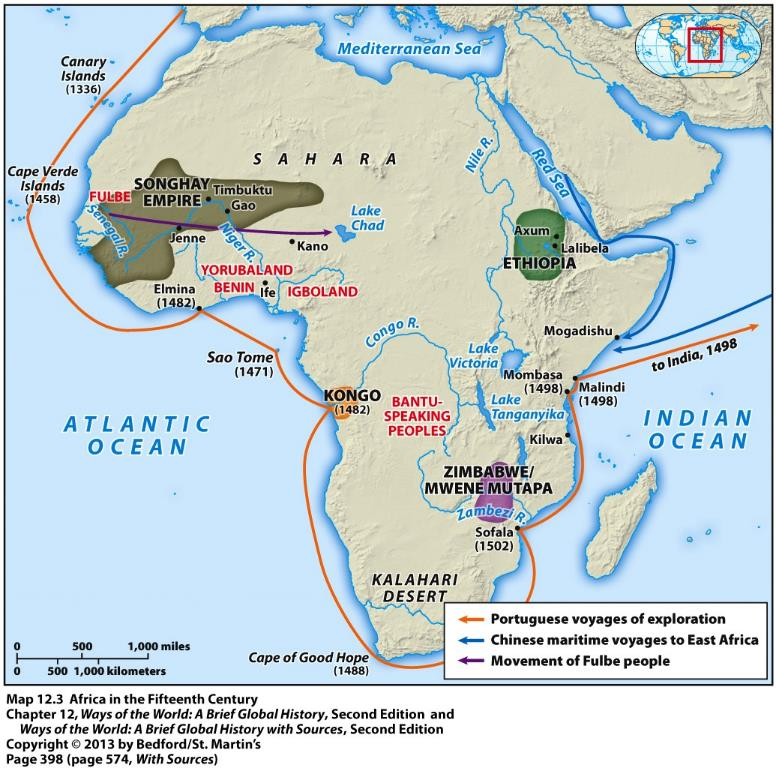 Mediterranean Sea
Canary
Islands
(1336)
Cape Verde
Islands
(1458)
SAHARA
Nile R.
Red Sea
FULBE
SONGHAY
EMPIRE
Timbuktu
Gao
Senegal R.
Jenne
Niger R.
Lake
Chad
Kano
Axum
Lalibela
ETHIOPIA
YORUBALAND
BENIN
Ife
IGBOLAND
Elmina
(1482)
Sao Tome
(1471)
Congo R.
Mogadishu
Lake
Victoria
to India, 1498
Mombasa
(1498)
Malindi
(1498)
KONGO
(1482)
BANTU-
SPEAKING
PEOPLES
Lake
Tanganyika
Kilwa
ATLANTIC
OCEAN
INDIAN
OCEAN
ZIMBABWE/
MWENE MUTAPA
Zambezi R.
Sofala
(1502)
KALAHARI
DESERT
Cape of Good Hope
(1488)
0 500 1,000 miles
0 500 1,000 kilometers
Portuguese voyages of exploration
Chinese maritime voyages to East Africa
Movement of Fulbe people
Map 12.3 Africa in the Fifteenth Century
Chapter 12, Ways of the World: A Brief Global History, Second Edition and
Ways of the World: A Brief Global History with Sources, Second Edition
Copyright © 2013 by Bedford/St. Martin's
Page 398 (page 574, With Sources)